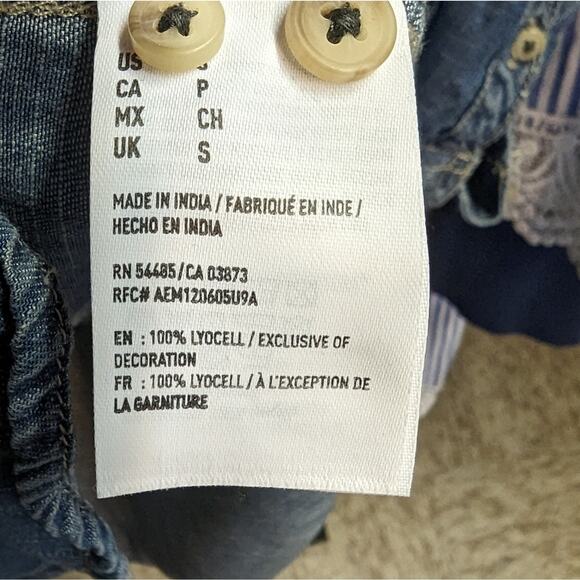 US
CA P
MX CH
UK S
MADE IN INDIA / FABRIQUÉ EN INDE /
HECHO EN INDIA
RN 54485/CA 03873
RFC# AEM120605U9A
EN : 100% LYOCELL / EXCLUSIVE OF
DECORATION
FR : 100% LYOCELL / À L'EXCEPTION DE
LA GARNITURE